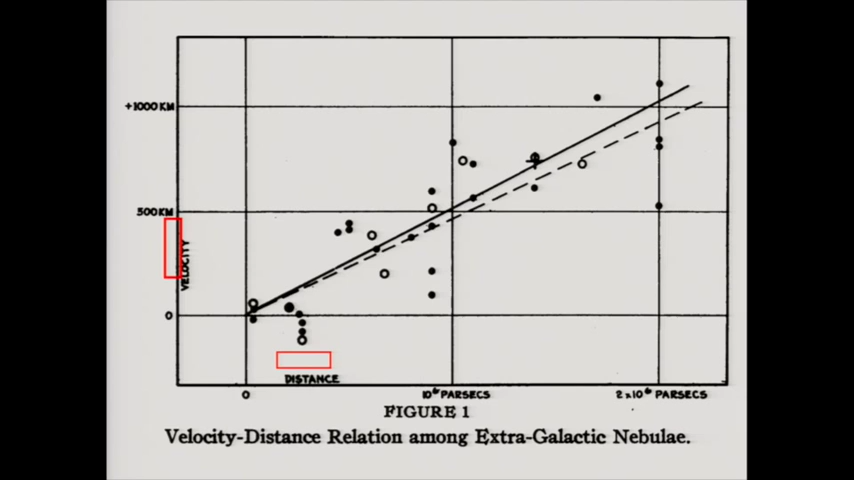 +1000 KM
500 KM
VELOCITY
0
DISTANCE
0
10⁶ PARSECS
2 x 10⁶ PARSECS
FIGURE 1
Velocity-Distance Relation among Extra-Galactic Nebulae.